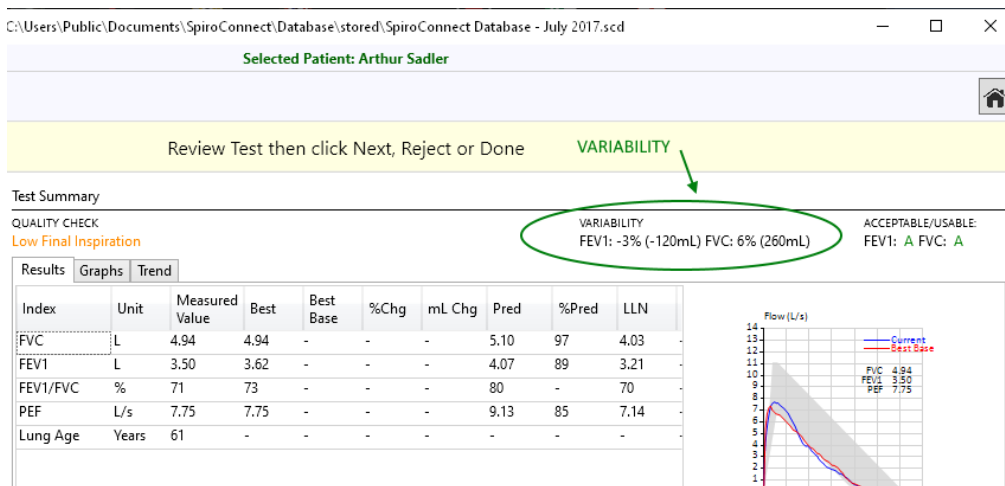 C:\Users\Public\Documents\SpiroConnect\Database\stored\SpiroConnect Database - July 2017.scd
Selected Patient: Arthur Sadler
Review Test then click Next, Reject or Done
VARIABILITY
Test Summary
QUALITY CHECK VARIABILITY ACCEPTABLE/USABLE:
Low Final Inspiration FEV1: -3% (-120mL) FVC: 6% (260mL) FEV1: A FVC: A
Results Graphs Trend
Index Unit Measured Value Best Best Base %Chg mL Chg Pred %Pred LLN
FVC L 4.94 4.94 - - - 5.10 97 4.03 -
FEV1 L 3.50 3.62 - - - 4.07 89 3.21 -
FEV1/FVC % 71 73 - - - 80 - 70 -
PEF L/s 7.75 7.75 - - - 9.13 85 7.14 -
Lung Age Years 61 - - - - - - - -
Flow (L/s)
14
13
12
11
10
9
8
7
6
5
4
3
2
1
Current
Best Base
FVC 4.94
FEV1 3.50
PEF 7.75